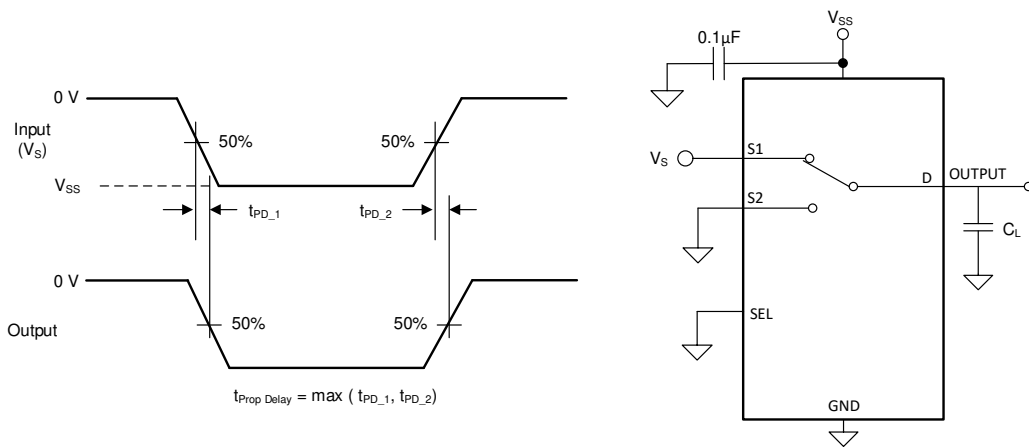 0 V
Input
(VS)
50%
50%
VSS
tPD_1
tPD_2
0 V
Output
50%
50%
tProp Delay = max ( tPD_1, tPD_2)
VSS
0.1µF
VS
S1
S2
D
OUTPUT
CL
SEL
GND